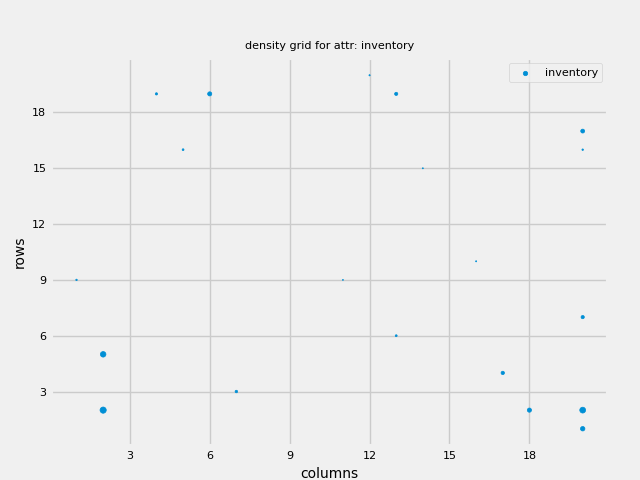 density grid for attr: inventory
inventory
18
15
12
9
6
3
rows
3 6 9 12 15 18
columns